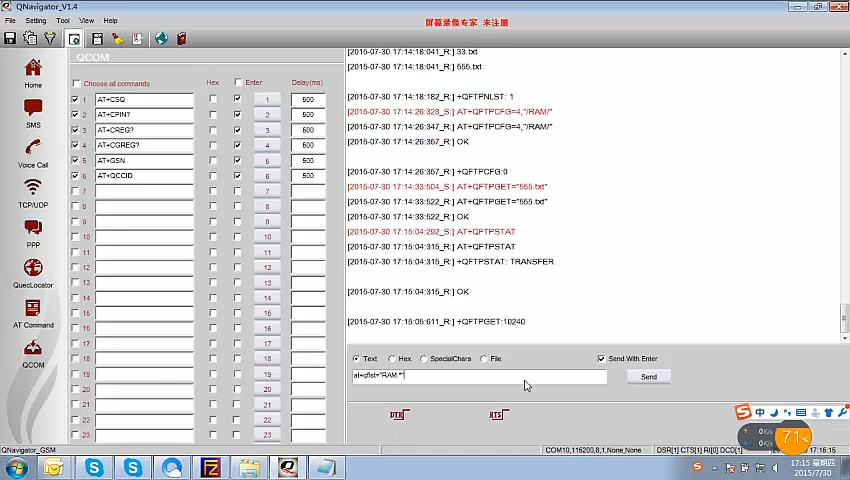 QNavigator_V1.4
屏幕录像专家 未注册
File Setting Tool View Help
Home
SMS
Voice Call
TCP/UDP
PPP
QuecLocator
AT Command
QCOM
QCOM
Choose all commands Hex Enter Delay(ms)
1 AT+CSQ 1 500
2 AT+CPIN? 2 500
3 AT+CREG? 3 500
4 AT+CGREG? 4 500
5 AT+GSN 5 500
6 AT+QCCID 6 500
7 7
8 8
9 9
10 10
11 11
12 12
13 13
14 14
15 15
16 16
17 17
18 18
19 19
20 20
21 21
22 22
23 23
[2015-07-30 17:14:18:041_R:] 33.txt
[2015-07-30 17:14:18:041_R:] 555.txt
[2015-07-30 17:14:18:182_R:] +QFTPNLST: 1
[2015-07-30 17:14:26:328_S:] AT+QFTPCFG=4,"/RAM/"
[2015-07-30 17:14:26:347_R:] AT+QFTPCFG=4,"/RAM/"
[2015-07-30 17:14:26:357_R:] OK
[2015-07-30 17:14:26:357_R:] +QFTPCFG:0
[2015-07-30 17:14:33:504_S:] AT+QFTPGET="555.txt"
[2015-07-30 17:14:33:522_R:] AT+QFTPGET="555.txt"
[2015-07-30 17:14:33:522_R:] OK
[2015-07-30 17:15:04:292_S:] AT+QFTPSTAT
[2015-07-30 17:15:04:315_R:] AT+QFTPSTAT
[2015-07-30 17:15:04:315_R:] +QFTPSTAT: TRANSFER
[2015-07-30 17:15:04:315_R:] OK
[2015-07-30 17:15:05:611_R:] +QFTPGET:10240
Text Hex SpecialChars File Send With Enter
at+qflst="RAM:*"
Send
DTR RTS
中
0K/s
0K/s
71%
QNavigator_GSM COM10,115200,8,1,None,None DSR[1] CTS[1] RI[0] DCD[1] 17:15:15
17:15 星期四
2015/7/30